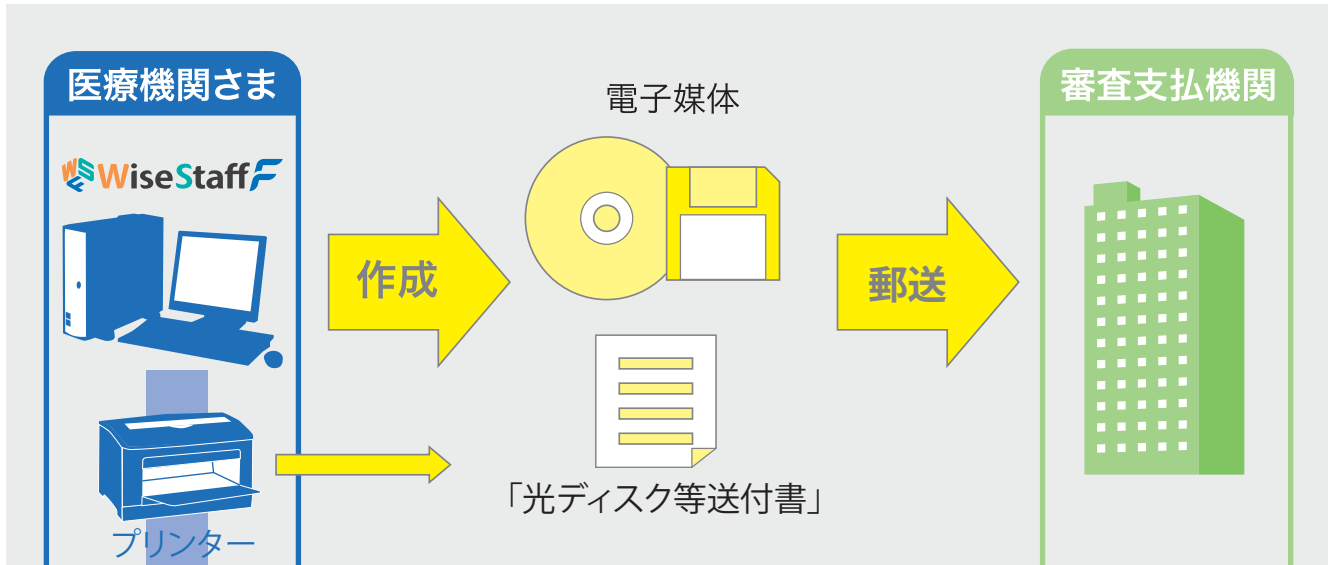 医療機関さま
WiseStaff F
プリンター
作成
電子媒体
「光ディスク等送付書」
郵送
審査支払機関